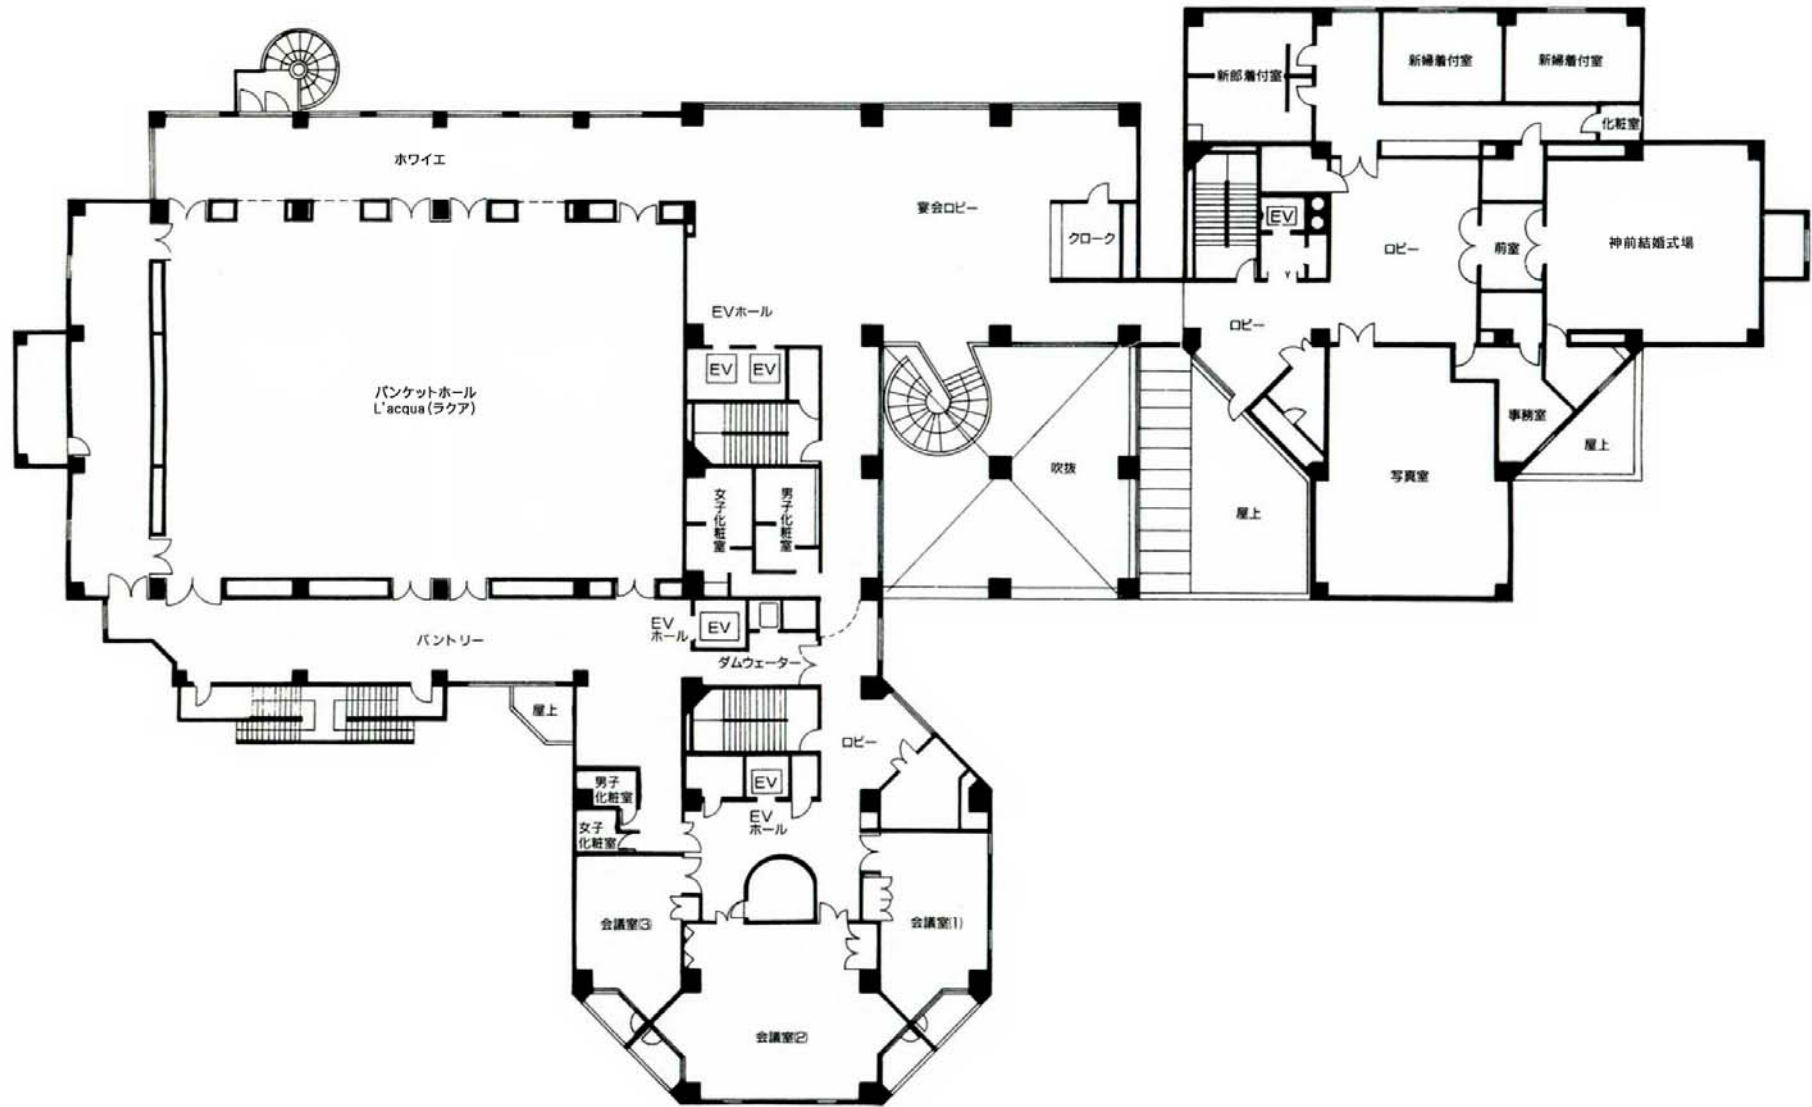 新郎着付室
新婦着付室
新婦着付室
化粧室
ホワイエ
宴会ロビー
クローク
EV
ロビー
前室
神前結婚式場
EVホール
ロビー
EV
EV
バンケットホール
L'acqua(ラクア)
事務室
屋上
吹抜
写真室
屋上
女子化粧室
男子化粧室
パントリー
EV
ホール
EV
ダムウェーター
屋上
ロビー
男子
化粧室
EV
女子
化粧室
EV
ホール
会議室(3)
会議室(1)
会議室(2)